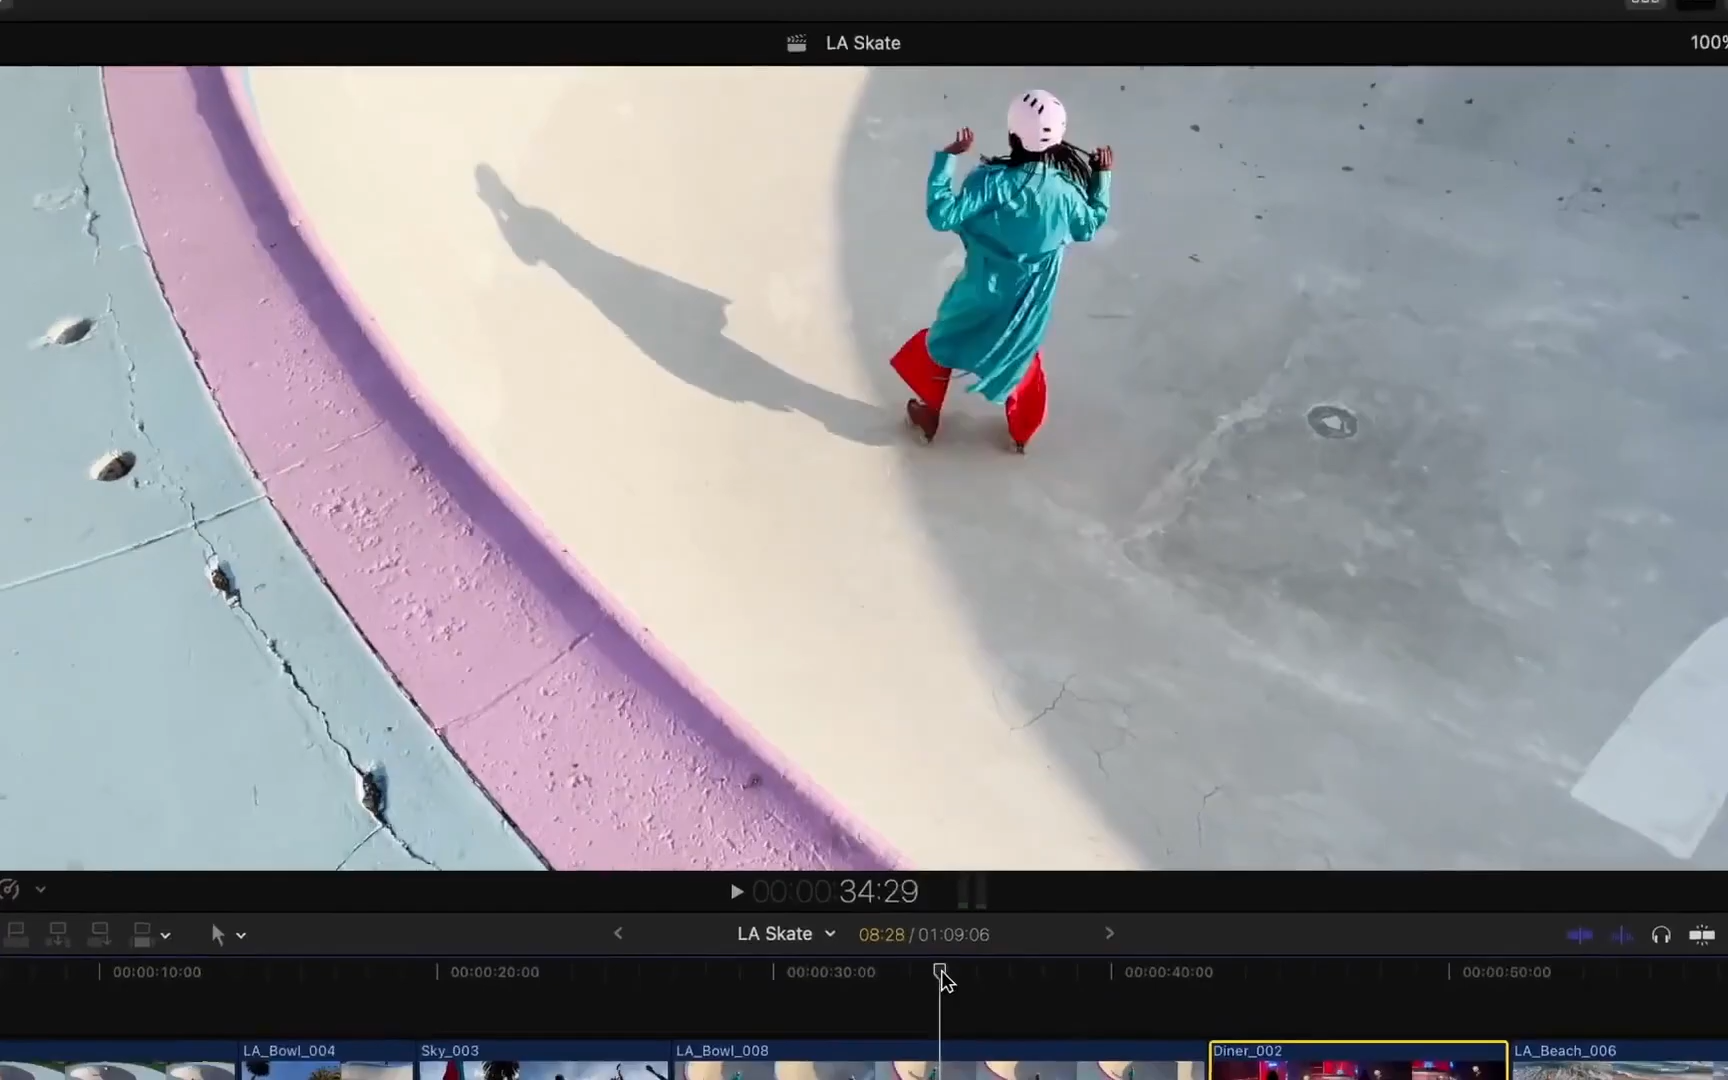 LA Skate
100%
00:00:00:34:29
LA Skate 08:28 / 01:09:06
00:00:10:00 00:00:20:00 00:00:30:00 00:00:40:00 00:00:50:00
LA_Bowl_004 Sky_003 LA_Bowl_008 Diner_002 LA_Beach_006